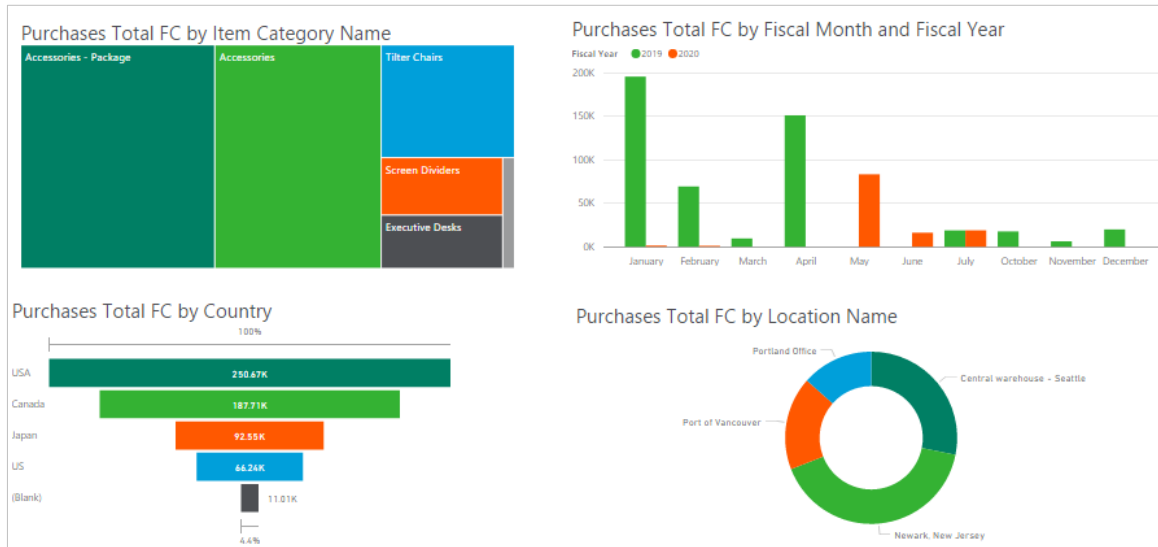 Purchases Total FC by Item Category Name
Accessories - Package
Accessories
Tilter Chairs
Screen Dividers
Executive Desks
Purchases Total FC by Fiscal Month and Fiscal Year
Fiscal Year 2019 2020
200K
150K
100K
50K
0K
January February March April May June July October November December
Purchases Total FC by Country
100%
USA 250.67K
Canada 187.71K
Japan 92.55K
US 66.24K
(Blank) 11.01K
4.4%
Purchases Total FC by Location Name
Portland Office
Central warehouse - Seattle
Port of Vancouver
Newark, New Jersey